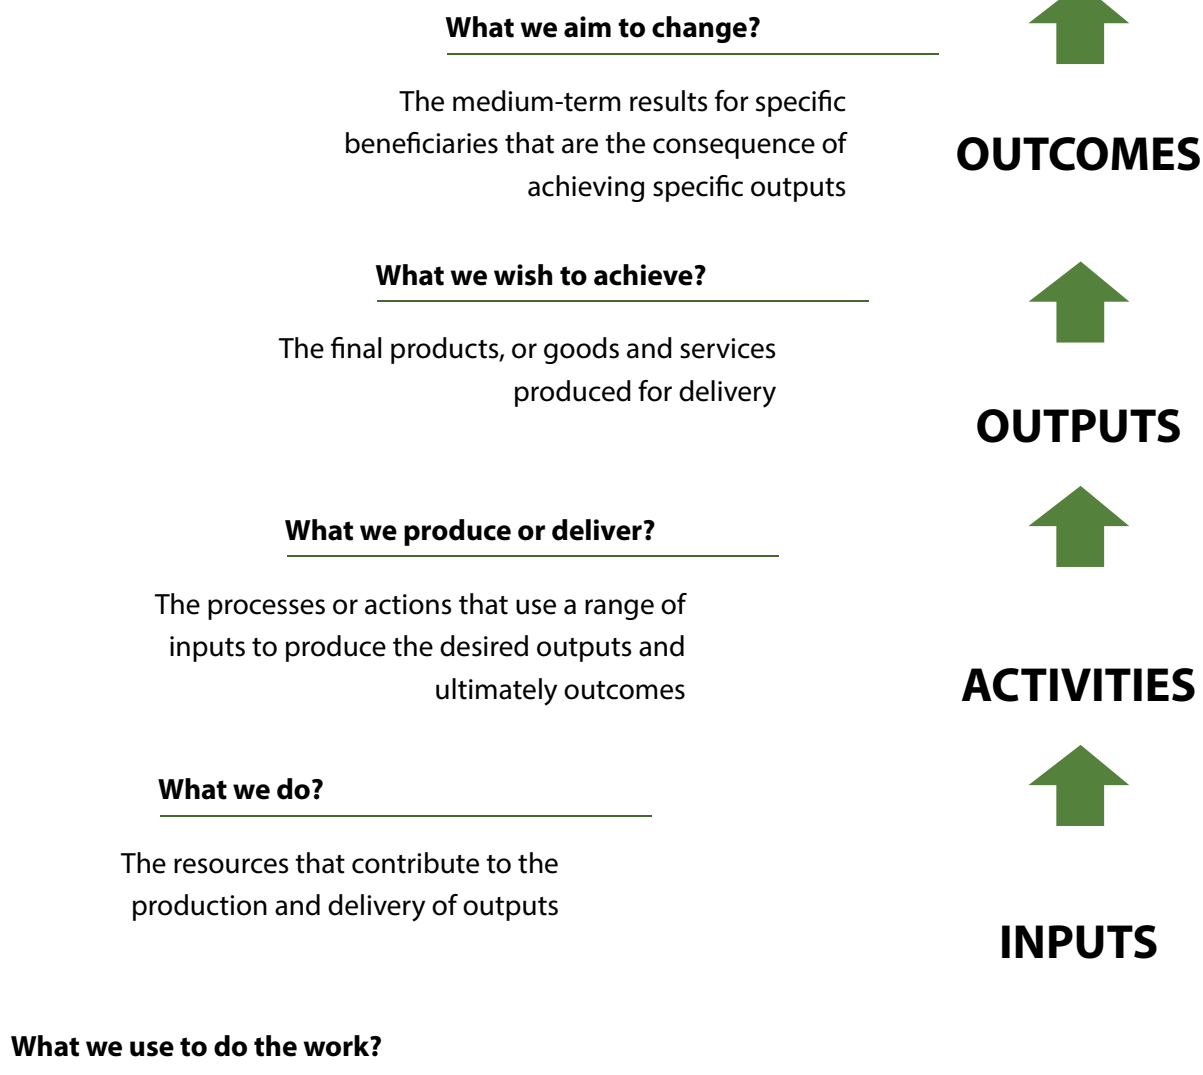 What we aim to change?
The medium-term results for specific
beneficiaries that are the consequence of
achieving specific outputs
OUTCOMES
What we wish to achieve?
The final products, or goods and services
produced for delivery
OUTPUTS
What we produce or deliver?
The processes or actions that use a range of
inputs to produce the desired outputs and
ultimately outcomes
ACTIVITIES
What we do?
The resources that contribute to the
production and delivery of outputs
INPUTS
What we use to do the work?